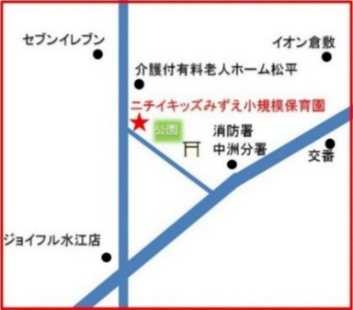 セブンイレブン
イオン倉敷
介護付有料老人ホーム松平
ニチイキッズみずえ小規模保育園
公園
消防署
中洲分署
交番
ジョイフル水江店